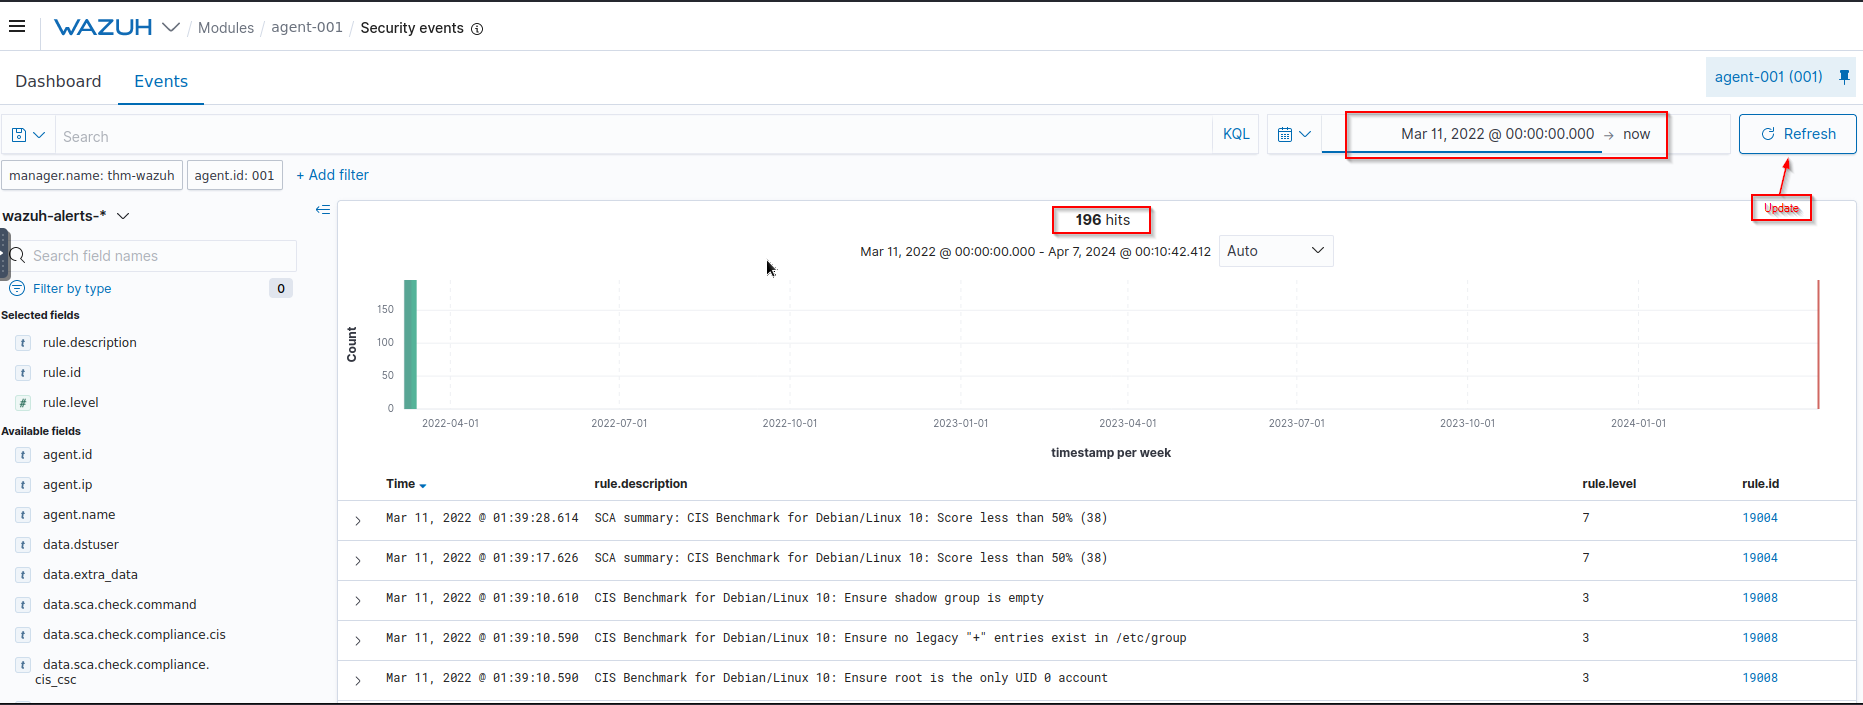 WAZUH / Modules / agent-001 / Security events
Dashboard Events agent-001 (001)
Search KQL Mar 11, 2022 @ 00:00:00.000 → now Refresh
manager.name: thm-wazuh agent.id: 001 + Add filter
Update
wazuh-alerts-*
196 hits
Mar 11, 2022 @ 00:00:00.000 - Apr 7, 2024 @ 00:10:42.412 Auto
Search field names
Filter by type 0
Selected fields
t rule.description
t rule.id
# rule.level
Available fields
t agent.id
t agent.ip
t agent.name
t data.dstuser
t data.extra_data
t data.sca.check.command
t data.sca.check.compliance.cis
t data.sca.check.compliance.
cis_csc
Count
150
100
50
0
2022-04-01 2022-07-01 2022-10-01 2023-01-01 2023-04-01 2023-07-01 2023-10-01 2024-01-01
timestamp per week
Time rule.description rule.level rule.id
Mar 11, 2022 @ 01:39:28.614 SCA summary: CIS Benchmark for Debian/Linux 10: Score less than 50% (38) 7 19004
Mar 11, 2022 @ 01:39:17.626 SCA summary: CIS Benchmark for Debian/Linux 10: Score less than 50% (38) 7 19004
Mar 11, 2022 @ 01:39:10.610 CIS Benchmark for Debian/Linux 10: Ensure shadow group is empty 3 19008
Mar 11, 2022 @ 01:39:10.590 CIS Benchmark for Debian/Linux 10: Ensure no legacy "+" entries exist in /etc/group 3 19008
Mar 11, 2022 @ 01:39:10.590 CIS Benchmark for Debian/Linux 10: Ensure root is the only UID 0 account 3 19008